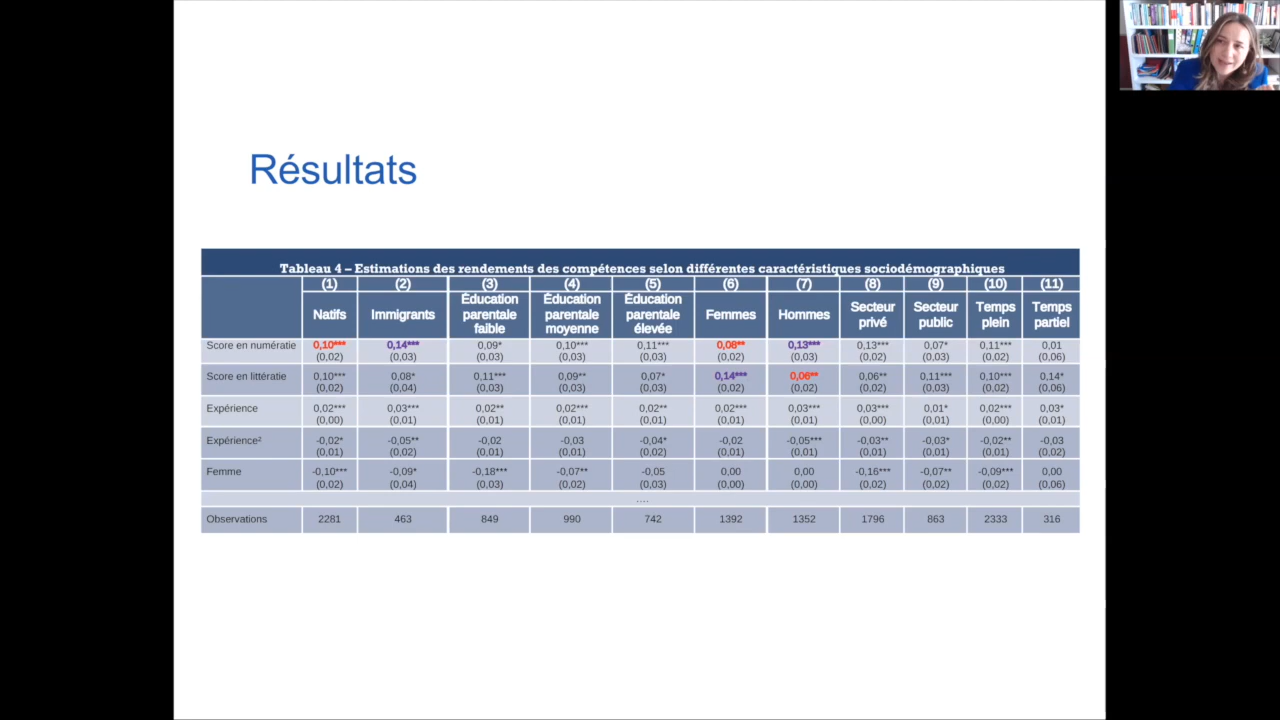 Résultats
Tableau 4 – Estimations des rendements des compétences selon différentes caractéristiques sociodémographiques
(1) (2) (3) (4) (5) (6) (7) (8) (9) (10) (11)
Natifs Immigrants Éducation parentale faible Éducation parentale moyenne Éducation parentale élevée Femmes Hommes Secteur privé Secteur public Temps plein Temps partiel
Score en numératie 0,10*** 0,14*** 0,09* 0,10*** 0,11*** 0,08** 0,13*** 0,13*** 0,07* 0,11*** 0,01
(0,02) (0,03) (0,03) (0,03) (0,03) (0,02) (0,03) (0,02) (0,03) (0,02) (0,06)
Score en littératie 0,10*** 0,08* 0,11*** 0,09** 0,07* 0,14*** 0,06** 0,06** 0,11*** 0,10*** 0,14*
(0,02) (0,04) (0,03) (0,03) (0,03) (0,02) (0,02) (0,02) (0,03) (0,02) (0,06)
Expérience 0,02*** 0,03*** 0,02** 0,02*** 0,02** 0,02*** 0,03*** 0,03*** 0,01* 0,02*** 0,03*
(0,00) (0,01) (0,01) (0,01) (0,01) (0,01) (0,01) (0,00) (0,01) (0,00) (0,01)
Expérience² -0,02* -0,05** -0,02 -0,03 -0,04* -0,02 -0,05*** -0,03** -0,03* -0,02** -0,03
(0,01) (0,02) (0,01) (0,01) (0,02) (0,01) (0,01) (0,01) (0,01) (0,01) (0,02)
Femme -0,10*** -0,09* -0,18*** -0,07** -0,05 0,00 0,00 -0,16*** -0,07** -0,09*** 0,00
(0,02) (0,04) (0,03) (0,02) (0,03) (0,00) (0,00) (0,02) (0,02) (0,02) (0,06)
....
Observations 2281 463 849 990 742 1392 1352 1796 863 2333 316